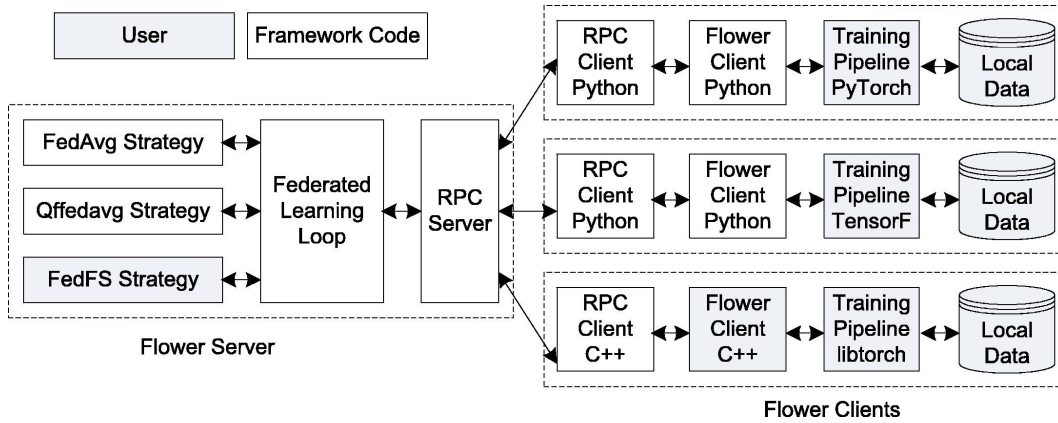 User
Framework Code
FedAvg Strategy
Qffedavg Strategy
FedFS Strategy
Federated
Learning
Loop
RPC
Server
Flower Server
RPC
Client
Python
Flower
Client
Python
Training
Pipeline
PyTorch
Local
Data
RPC
Client
Python
Flower
Client
Python
Training
Pipeline
TensorF
Local
Data
RPC
Client
C++
Flower
Client
C++
Training
Pipeline
libtorch
Local
Data
Flower Clients